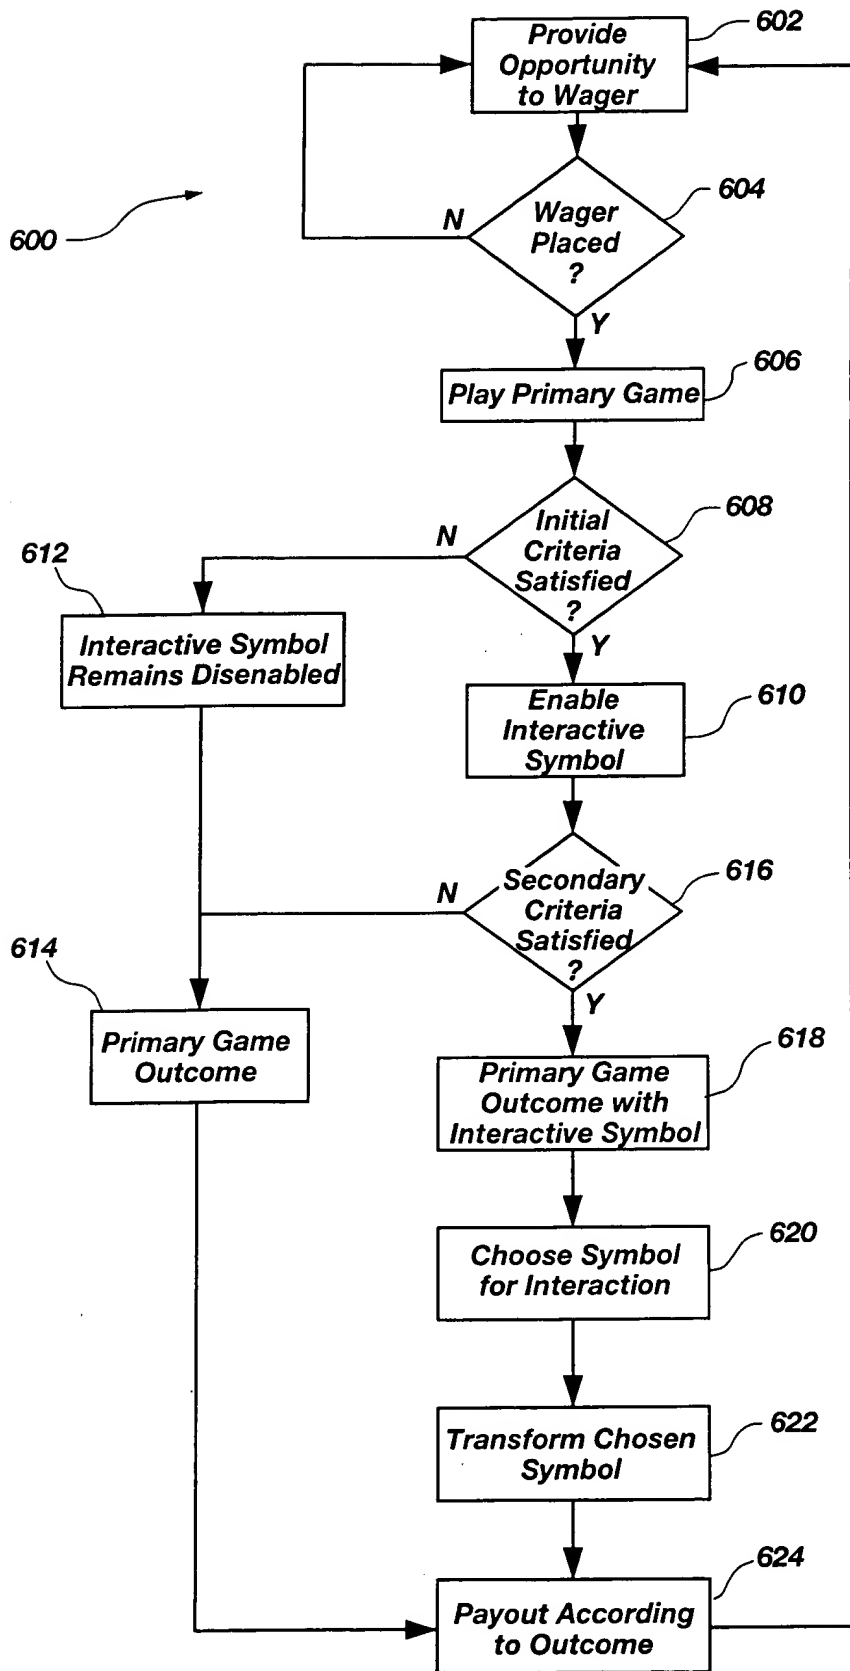 602
Provide
Opportunity
to Wager
604
N
Wager
Placed
?
600
Y
606
Play Primary Game
608
N
Initial
Criteria
Satisfied
?
612
Y
Interactive Symbol
Remains Disenabled
610
Enable
Interactive
Symbol
616
N
Secondary
Criteria
Satisfied
?
614
Y
Primary Game
Outcome
618
Primary Game
Outcome with
Interactive Symbol
620
Choose Symbol
for Interaction
622
Transform Chosen
Symbol
624
Payout According
to Outcome